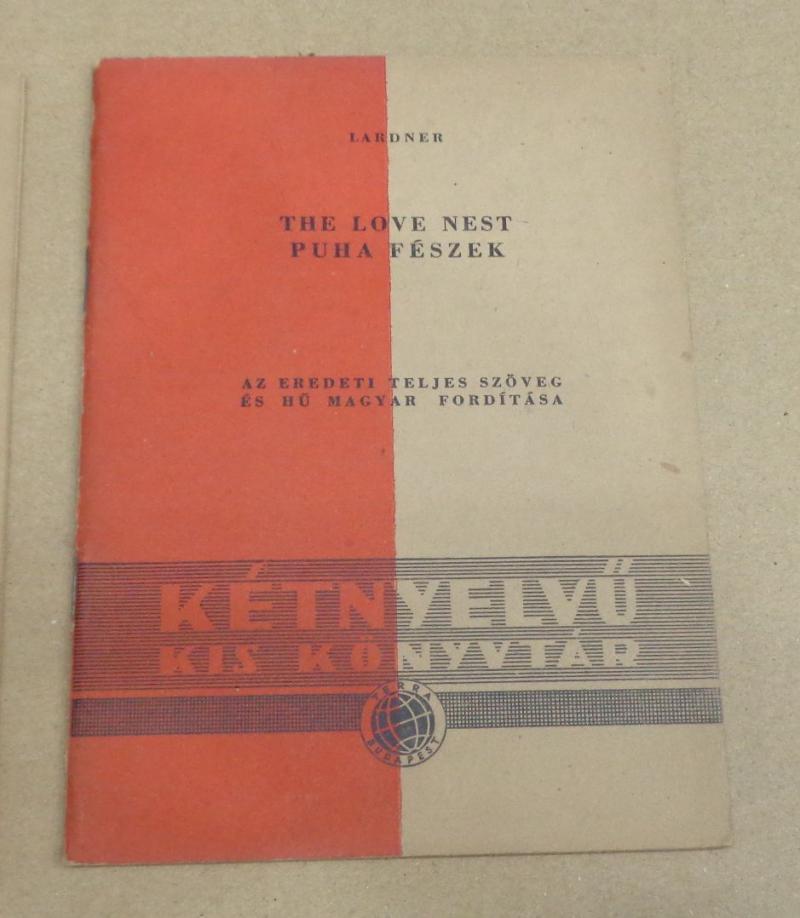 LARDNER
THE LOVE NEST
PUHA FÉSZEK
AZ EREDETI TELJES SZÖVEG
ÉS HŰ MAGYAR FORDÍTÁSA
KÉTNYELVŰ
KIS KÖNYVTÁR
TERRA
BUDAPEST